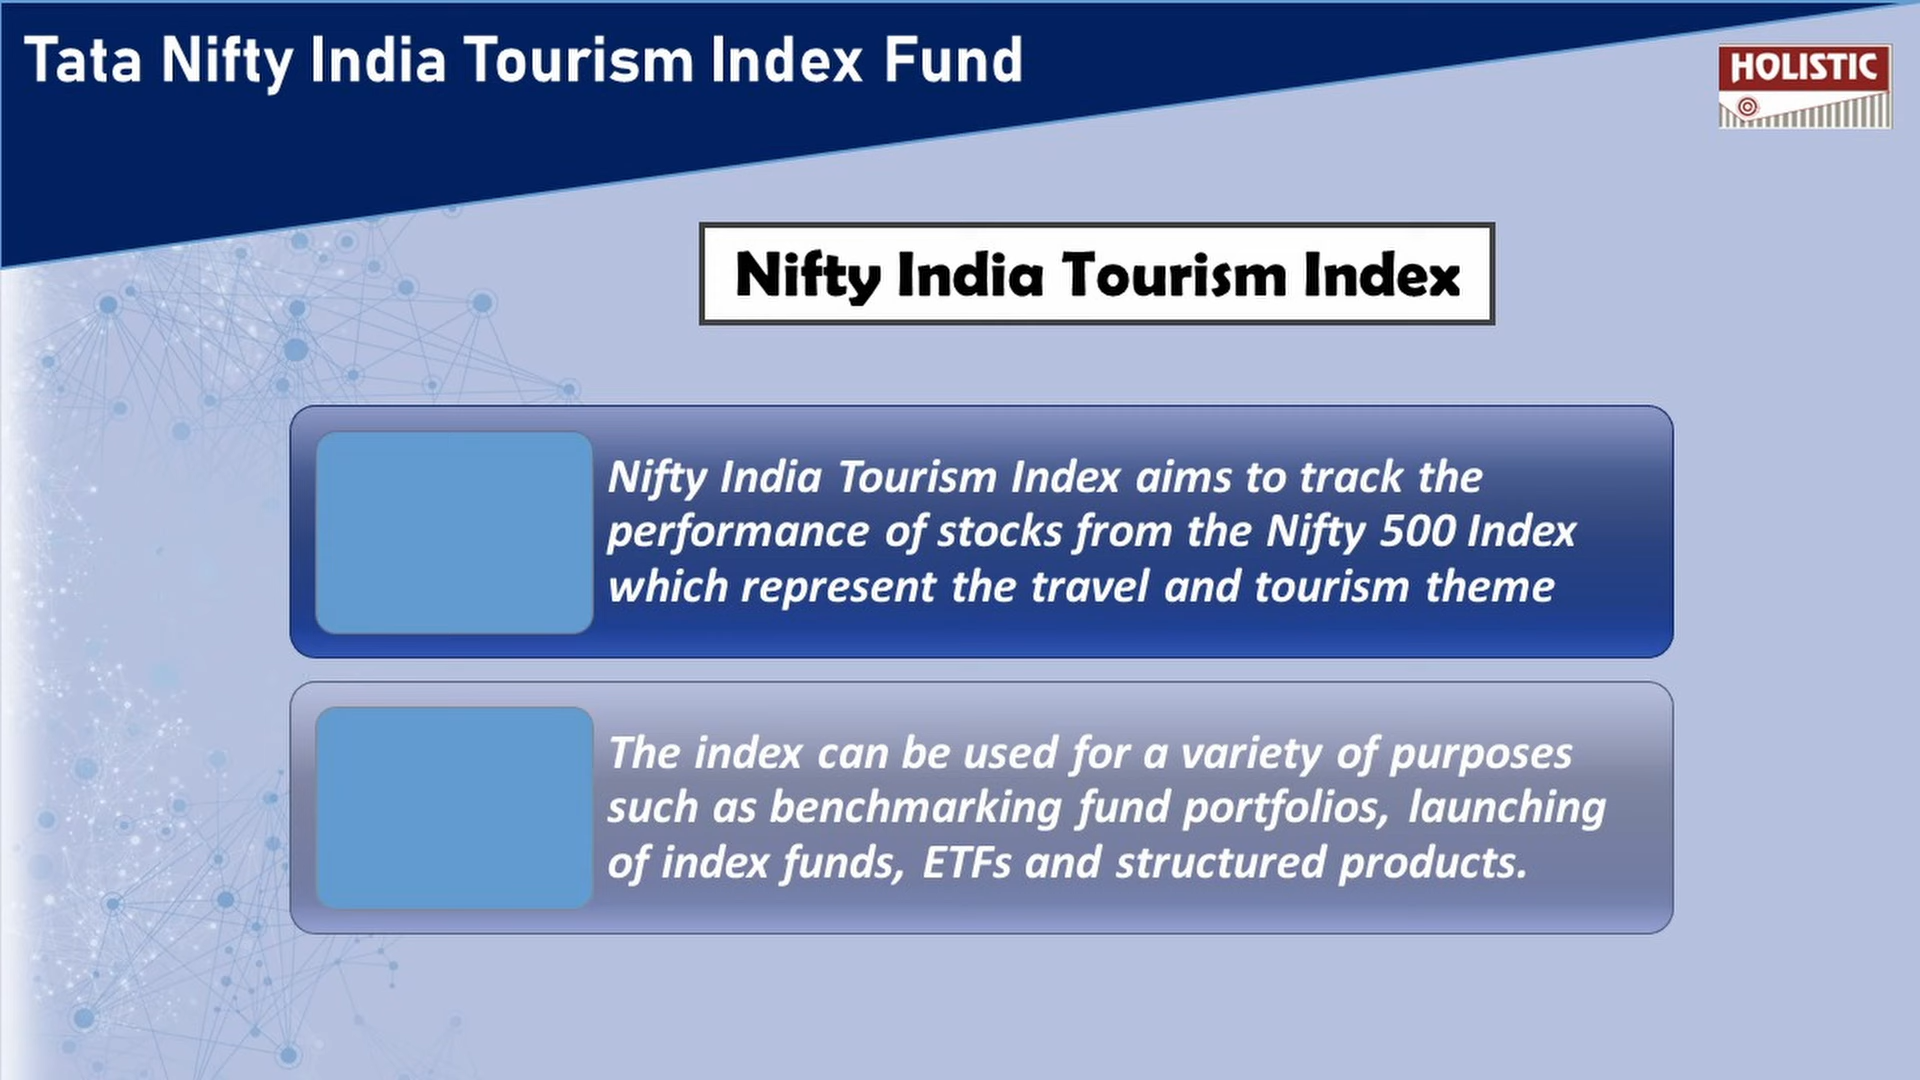 Tata Nifty India Tourism Index Fund
HOLISTIC
Nifty India Tourism Index
Nifty India Tourism Index aims to track the
performance of stocks from the Nifty 500 Index
which represent the travel and tourism theme
The index can be used for a variety of purposes
such as benchmarking fund portfolios, launching
of index funds, ETFs and structured products.